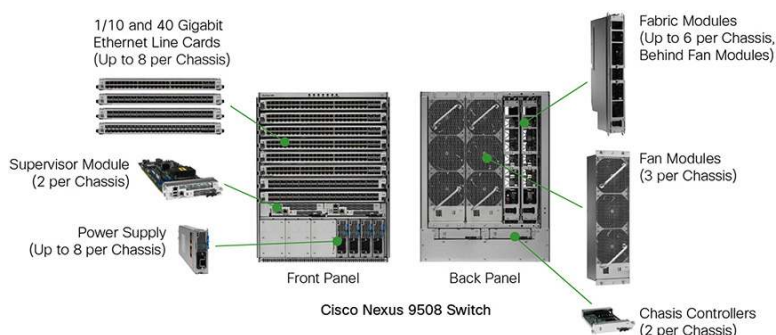 1/10 and 40 Gigabit
Ethernet Line Cards
(Up to 8 per Chassis)
Supervisor Module
(2 per Chassis)
Power Supply
(Up to 8 per Chassis)
Front Panel
Back Panel
Cisco Nexus 9508 Switch
Fabric Modules
(Up to 6 per Chassis,
Behind Fan Modules)
Fan Modules
(3 per Chassis)
Chasis Controllers
(2 per Chassis)